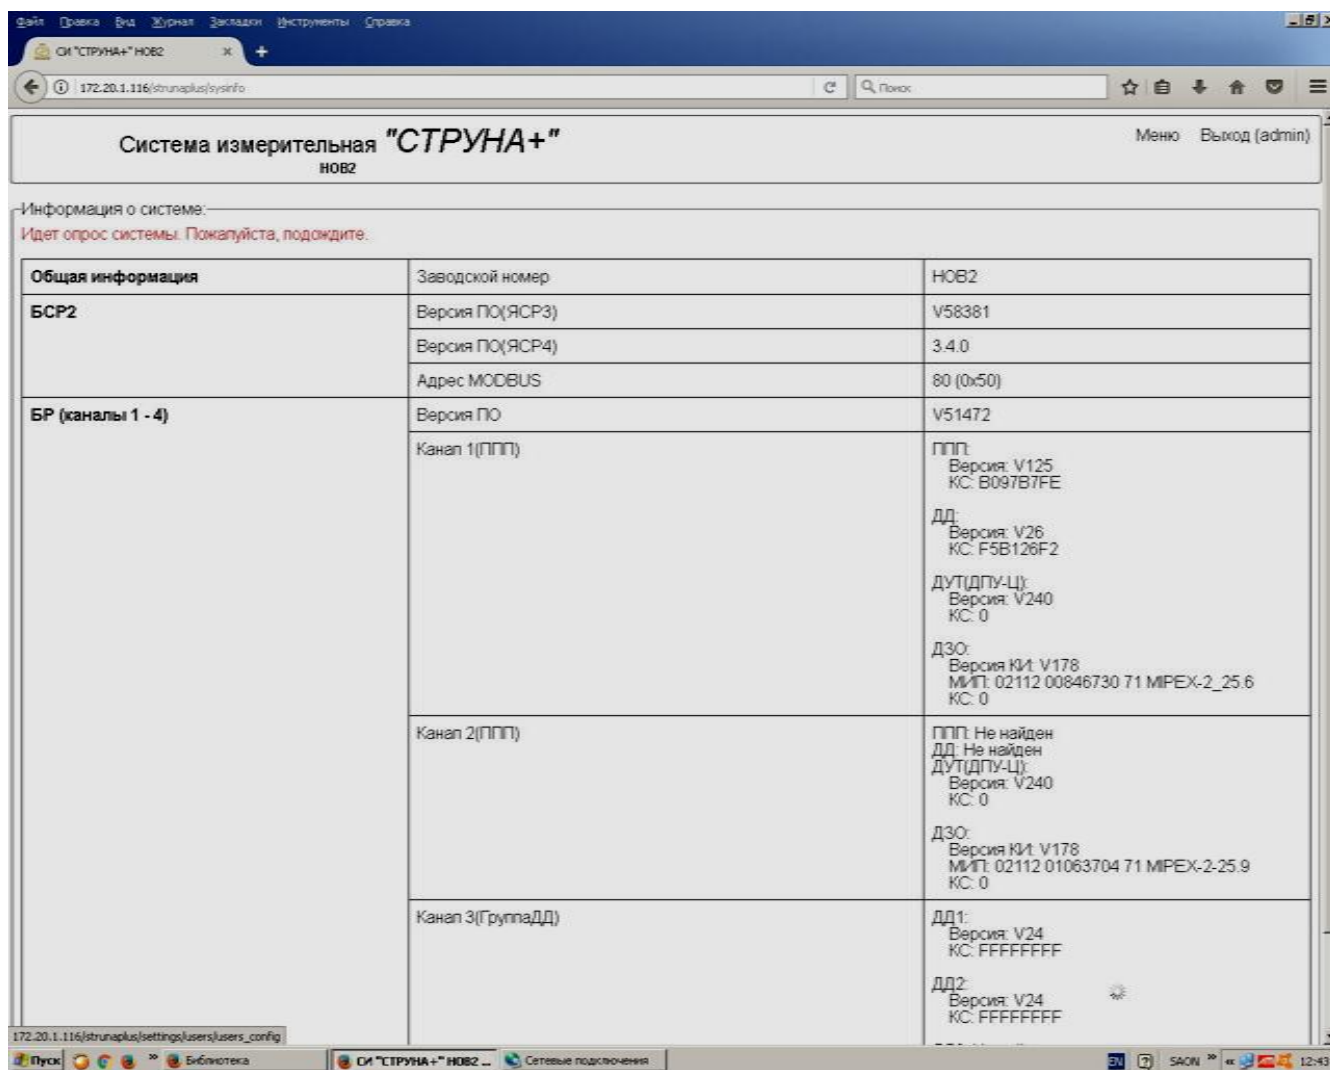 Файл Правка Вид Журнал Закладки Инструменты Справка
СИ "СТРУНА+" НОВ2
172.20.1.116/strunaplus/sysinfo
Поиск
Система измерительная "СТРУНА+"
НОВ2
Меню Выход (admin)
Информация о системе:
Идет опрос системы. Пожалуйста, подождите.
Общая информация Заводской номер НОВ2
БСР2 Версия ПО(ЯСР3) V58381
Версия ПО(ЯСР4) 3.4.0
Адрес MODBUS 80 (0x50)
БР (каналы 1 - 4) Версия ПО V51472
Канал 1(ППП) ППП:
Версия: V125
КС: B097B7FE
ДД:
Версия: V26
КС: F5B126F2
ДУТ(ДПУ-Ц):
Версия: V240
КС: 0
ДЗО:
Версия КИ: V178
МИП: 02112 00846730 71 MIPEX-2_25.6
КС: 0
Канал 2(ППП) ППП: Не найден
ДД: Не найден
ДУТ(ДПУ-Ц):
Версия: V240
КС: 0
ДЗО:
Версия КИ: V178
МИП: 02112 01063704 71 MIPEX-2-25.9
КС: 0
Канал 3(ГруппаДД) ДД1:
Версия: V24
КС: FFFFFFFF
ДД2:
Версия: V24
КС: FFFFFFFF
172.20.1.116/strunaplus/settings/users/users_config
Пуск Библиотека СИ "СТРУНА+" НОВ2 ... Сетевые подключения EN SAON 12:43